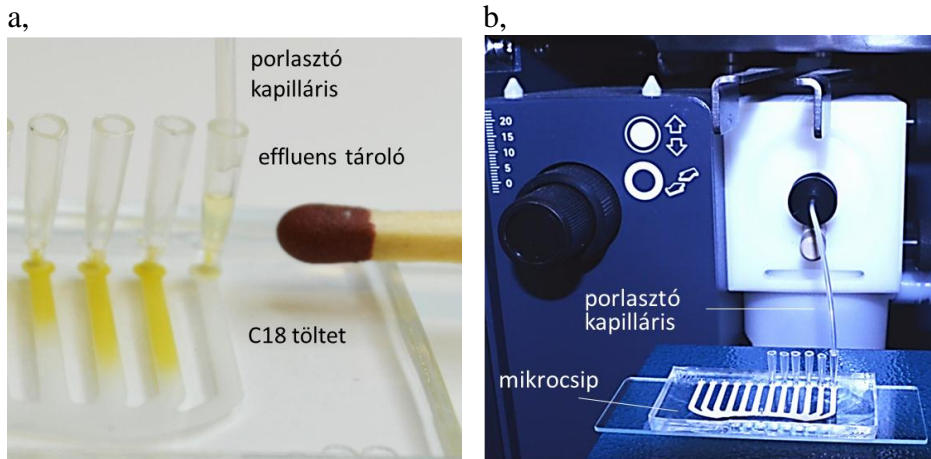 a,
porlasztó
kapilláris
effluens tároló
C18 töltet
b,
20
15
10
5
0
porlasztó
kapilláris
mikrocsip